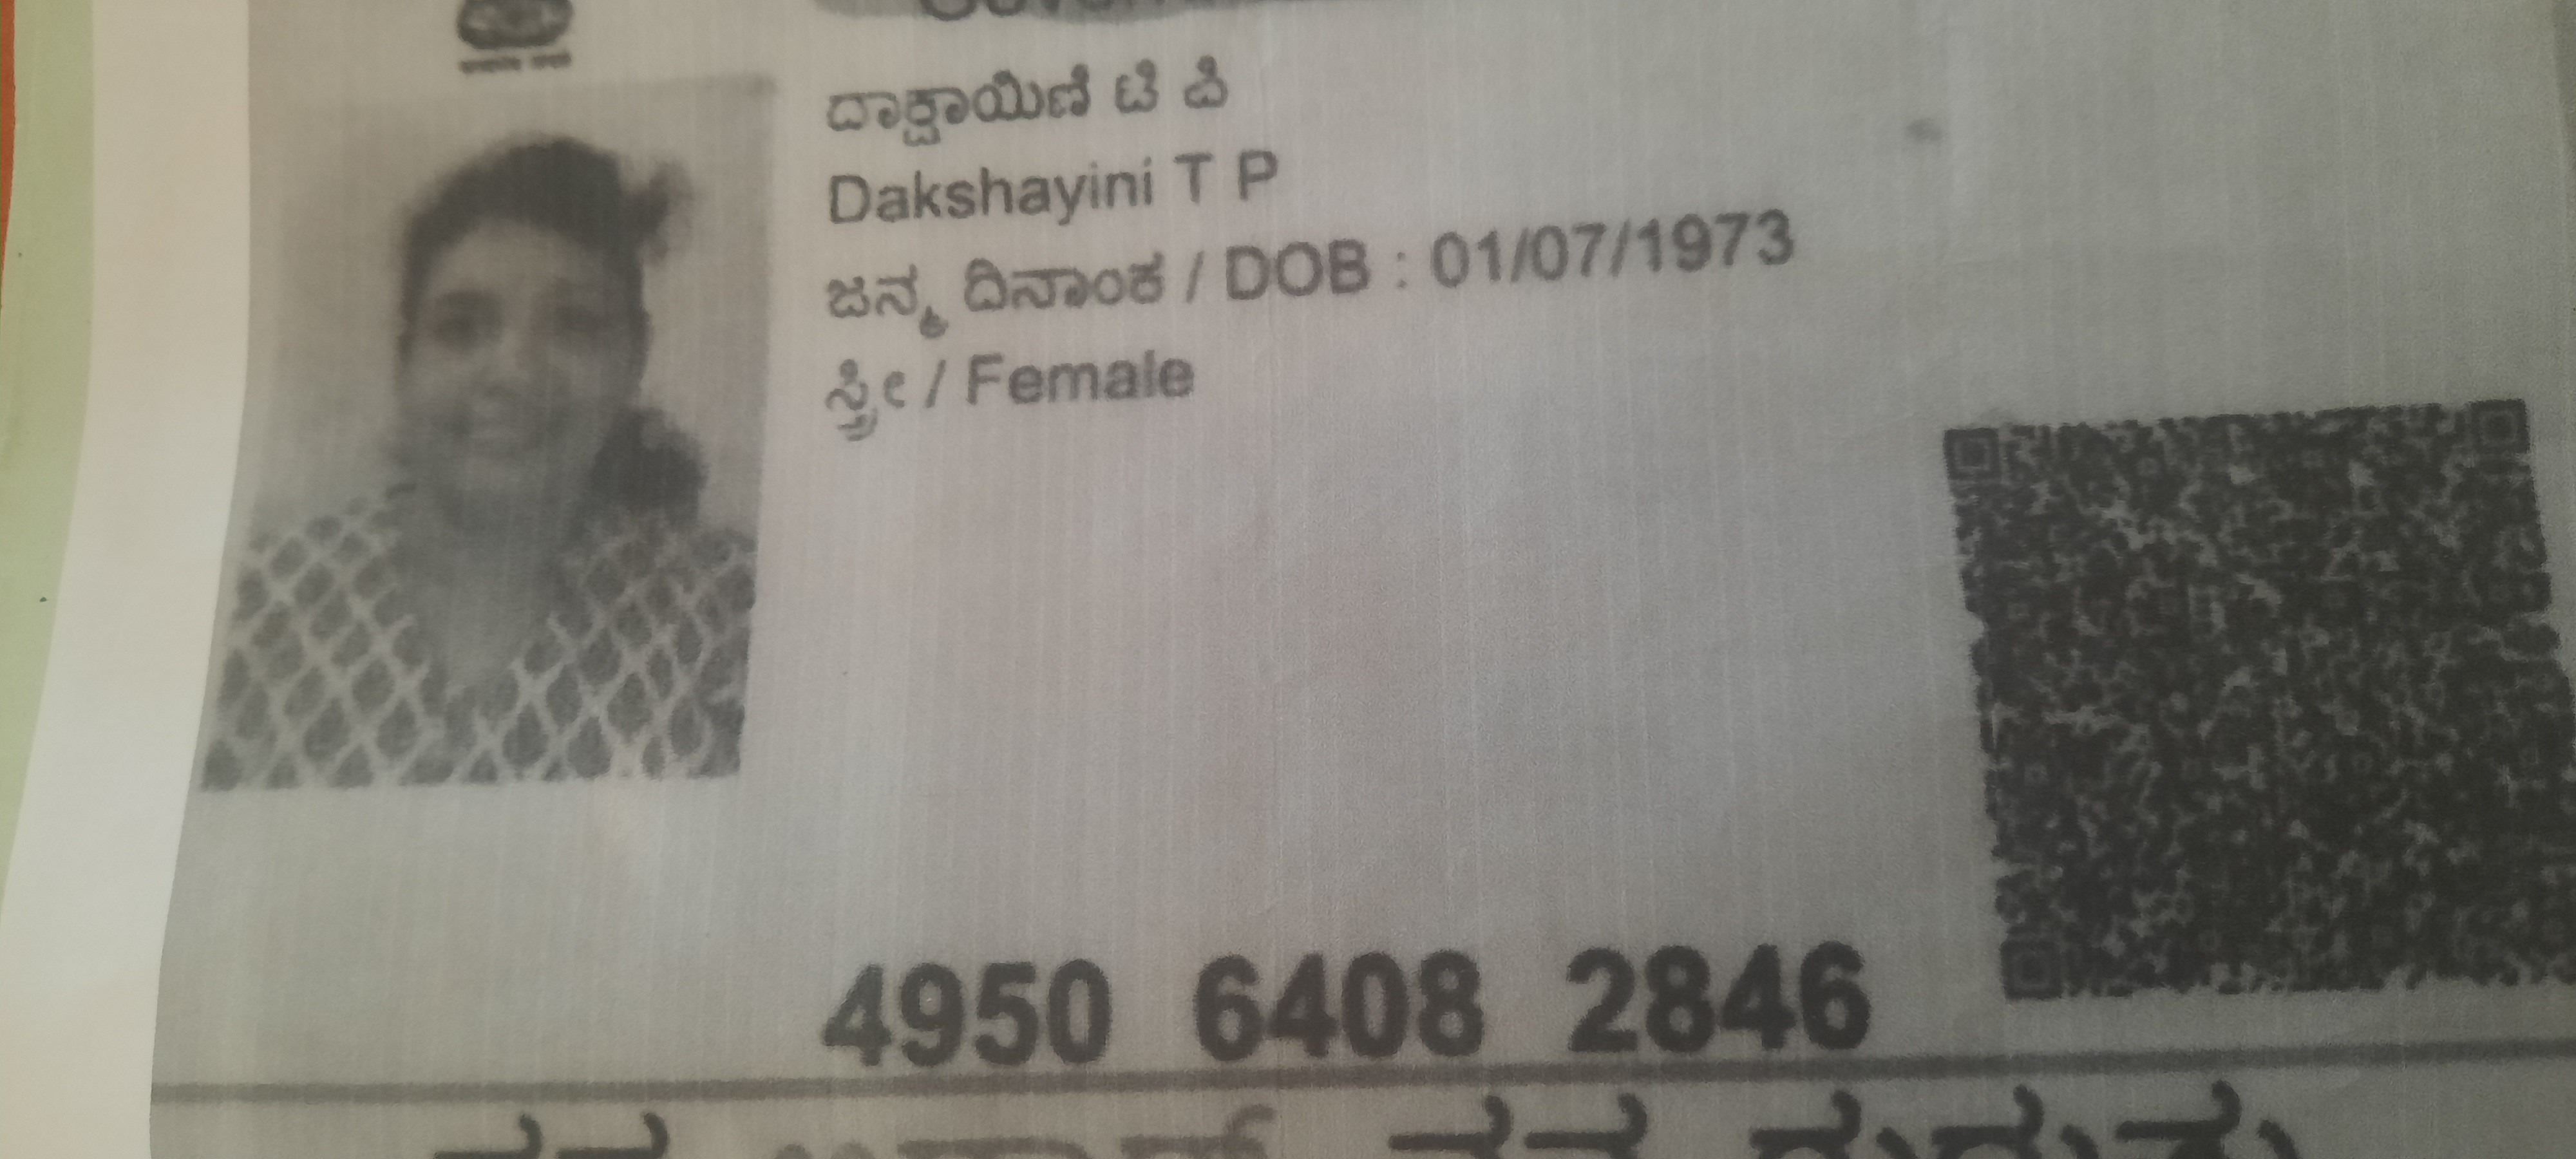 ದಾಕ್ಷಾಯಿಣಿ ಟಿ ಪಿ
Dakshayini T P
ಜನ್ಮ ದಿನಾಂಕ / DOB : 01/07/1973
ಸ್ತ್ರೀ / Female
4950 6408 2846